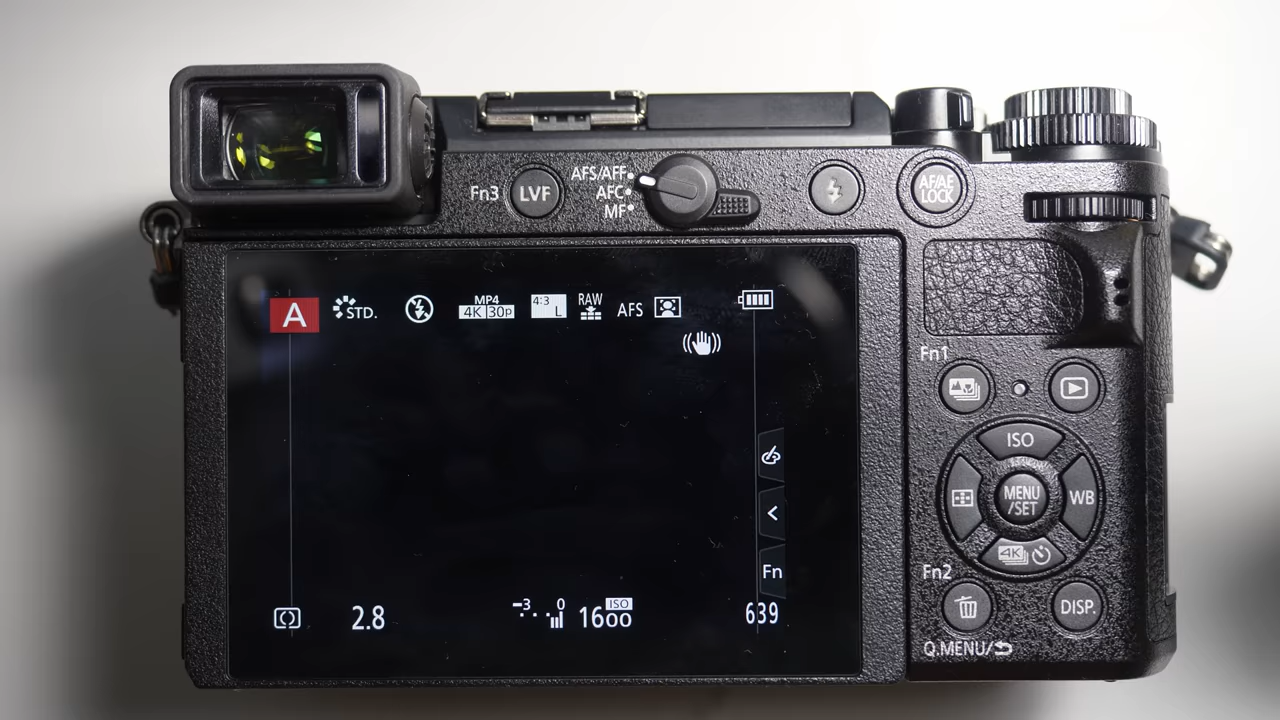 Fn3
LVF
AFS/AFF
AFC
MF
AF/AE
LOCK
A
STD.
MP4
4K 30p
4:3
L
RAW
AFS
Fn1
ISO
MENU
/SET
WB
4K
Fn
Fn2
2.8
-3
0
ISO
1600
639
DISP.
Q.MENU/